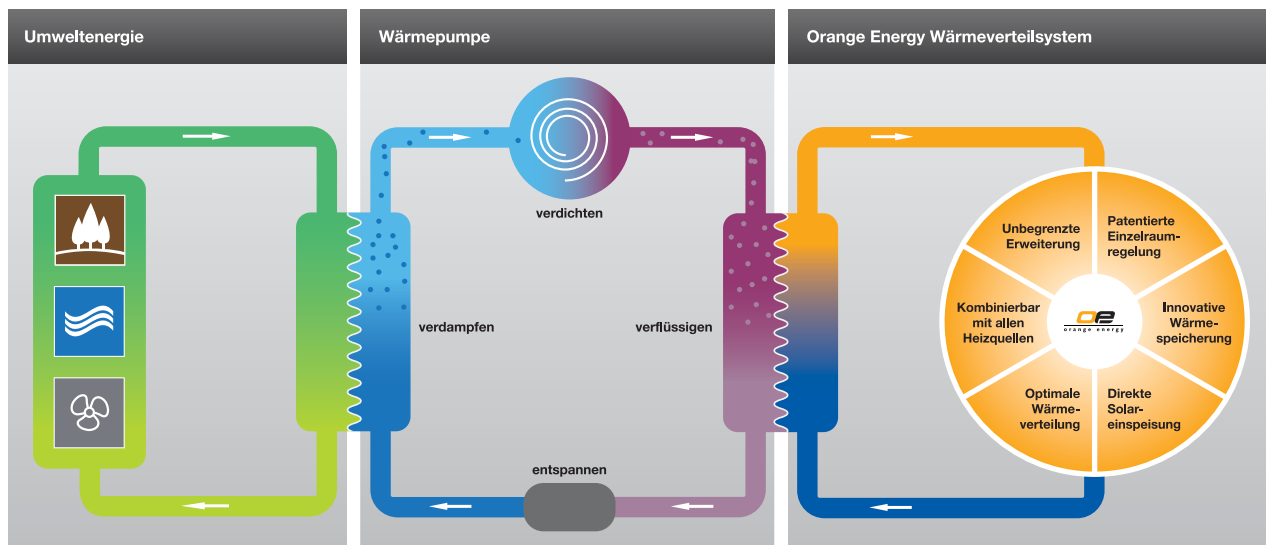 Umweltenergie
Wärmepumpe
Orange Energy Wärmeverteilsystem
verdichten
verdampfen
verflüssigen
entspannen
Unbegrenzte
Erweiterung
Patentierte
Einzelraum-
regelung
Kombinierbar
mit allen
Heizquellen
oe
orange energy
Innovative
Wärme-
speicherung
Optimale
Wärme-
verteilung
Direkte
Solar-
einspeisung